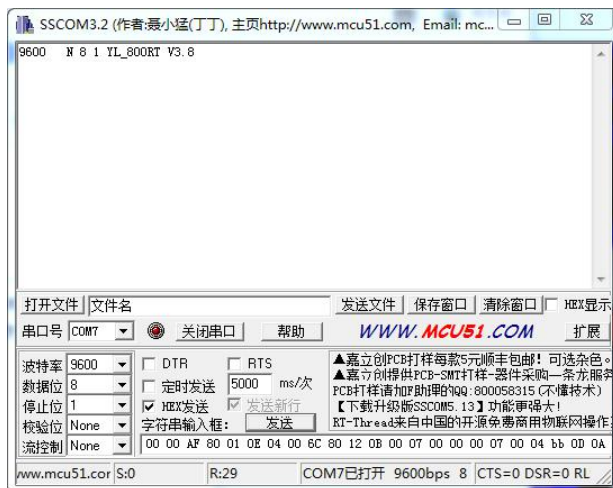 SSCOM3.2 (作者:聂小猛(丁丁), 主页http://www.mcu51.com, Email: mc...
9600 N 8 1 YL_800RT V3.8
打开文件 文件名 发送文件 保存窗口 清除窗口 HEX显示
串口号 COM7 关闭串口 帮助 WWW.MCU51.COM 扩展
波特率 9600 DTR RTS
数据位 8 定时发送 5000 ms/次
停止位 1 HEX发送 发送新行
校验位 None 字符串输入框: 发送
流控制 None 00 00 AF 80 01 0E 04 00 6C 80 12 0B 00 07 00 00 00 07 00 04 bb 0D 0A
▲嘉立创PCB打样每款5元顺丰包邮! 可选杂色。
▲嘉立创提供PCB-SMT打样-器件采购一条龙服务
PCB打样请加F助理的QQ:800058315(不懂技术)
【下载升级版SSCOM5.13】功能更强大!
RT-Thread来自中国的开源免费商用物联网操作
www.mcu51.cor S:0 R:29 COM7已打开 9600bps 8 CTS=0 DSR=0 RL